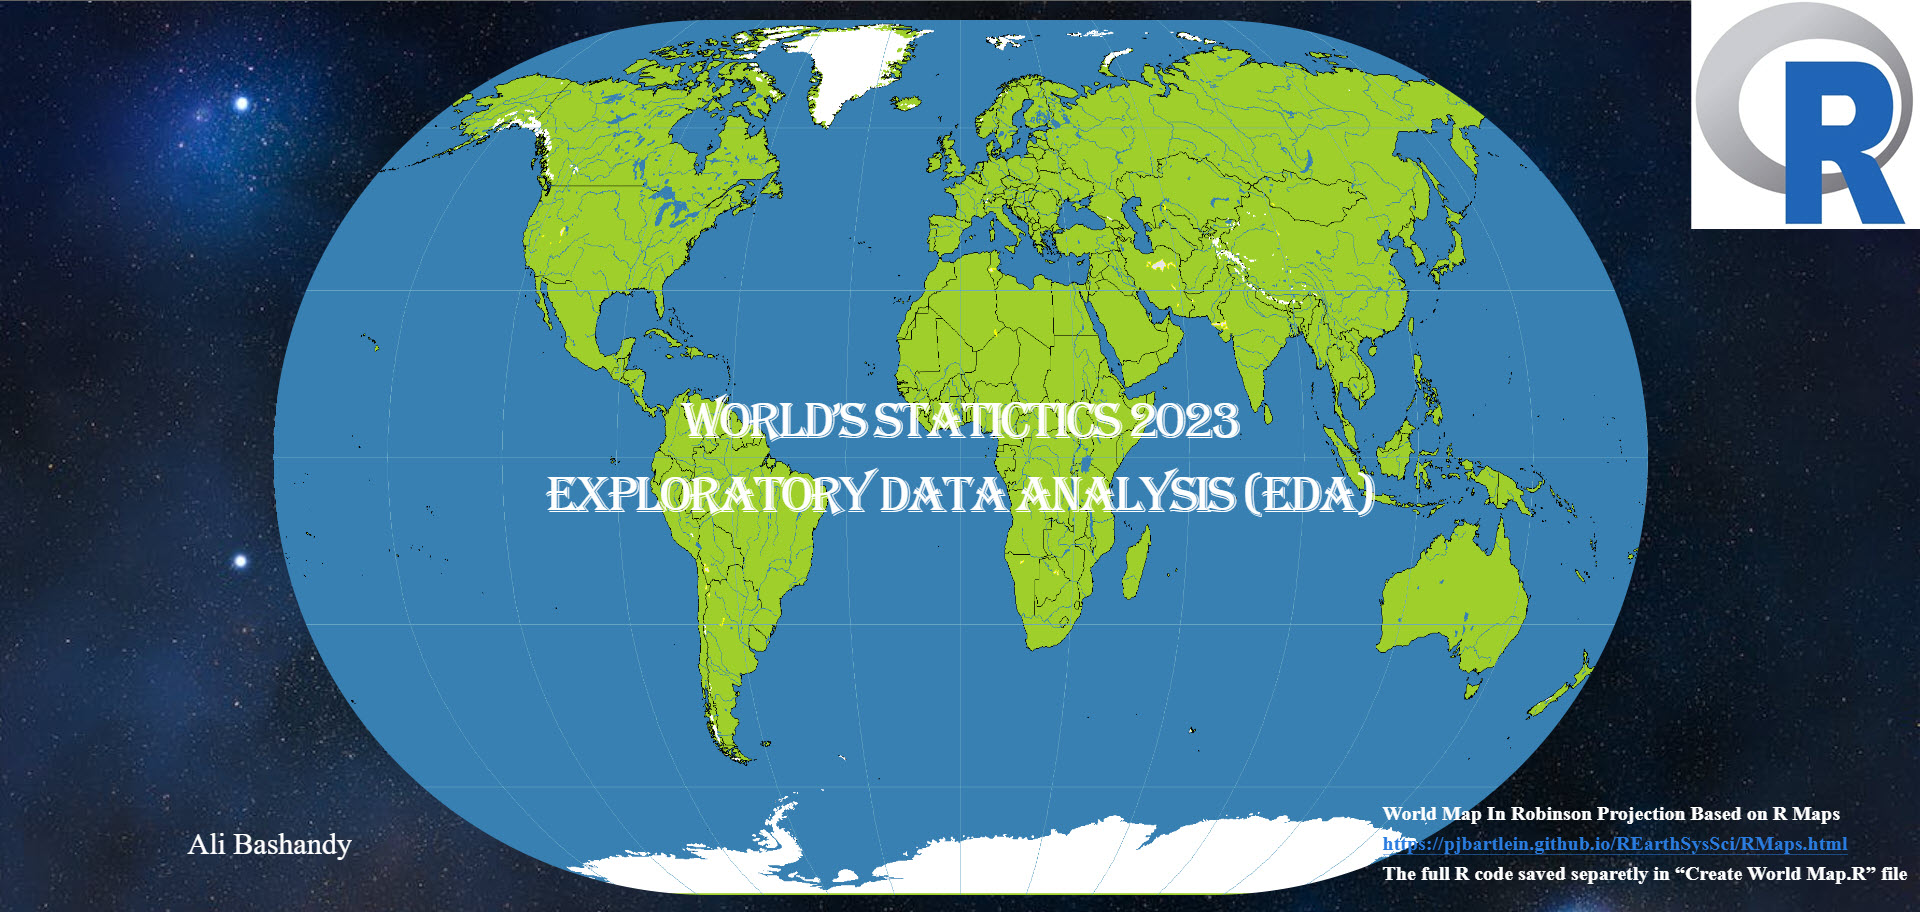 R
WORLD'S STATICTICS 2023
EXPLORATORY DATA ANALYSIS (EDA)
Ali Bashandy
World Map In Robinson Projection Based on R Maps
https://pjbartlein.github.io/REarthSysSci/RMaps.html
The full R code saved separetly in “Create World Map.R” file